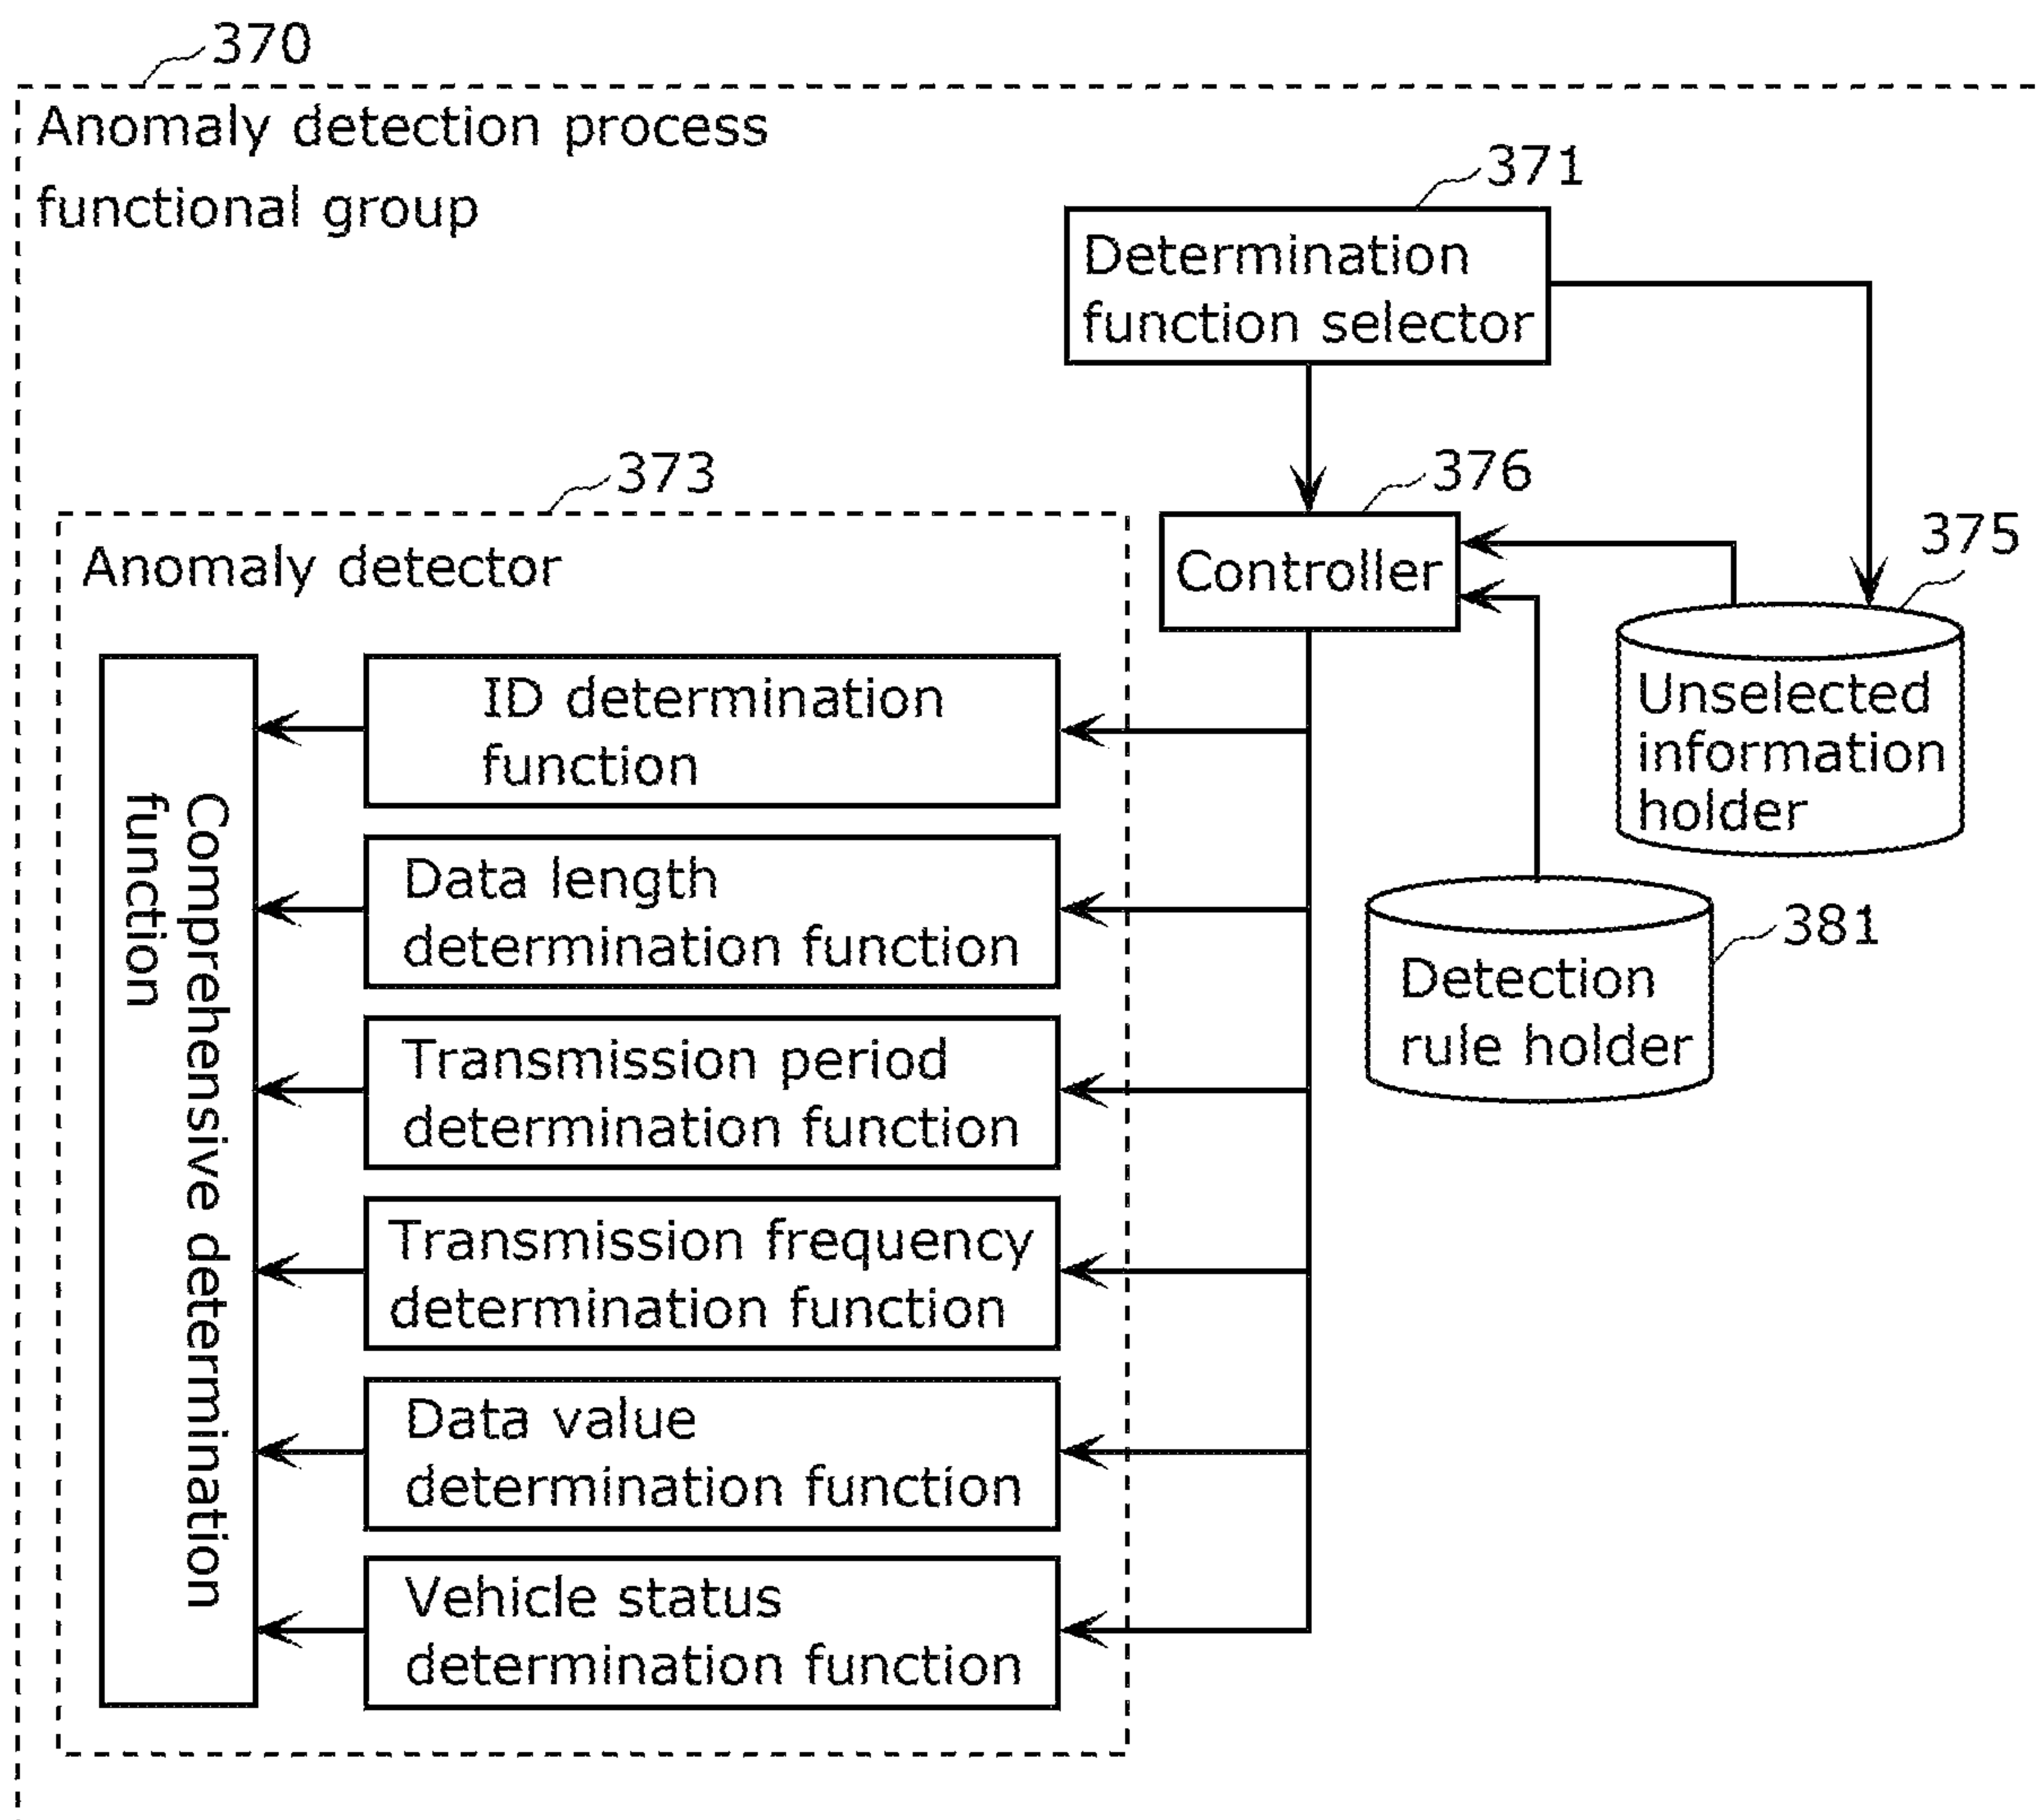 370
Anomaly detection process
functional group
371
Determination
function selector
373
376
375
Anomaly detector
Controller
Unselected
information
holder
ID determination
function
Comprehensive determination
function
Data length
determination function
381
Detection
rule holder
Transmission period
determination function
Transmission frequency
determination function
Data value
determination function
Vehicle status
determination function